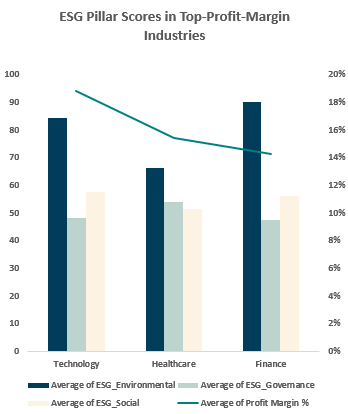 ESG Pillar Scores in Top-Profit-Margin
Industries
100
90
80
70
60
50
40
30
20
10
0
20%
18%
16%
14%
12%
10%
8%
6%
4%
2%
0%
Technology
Healthcare
Finance
Average of ESG_Environmental
Average of ESG_Governance
Average of ESG_Social
Average of Profit Margin %